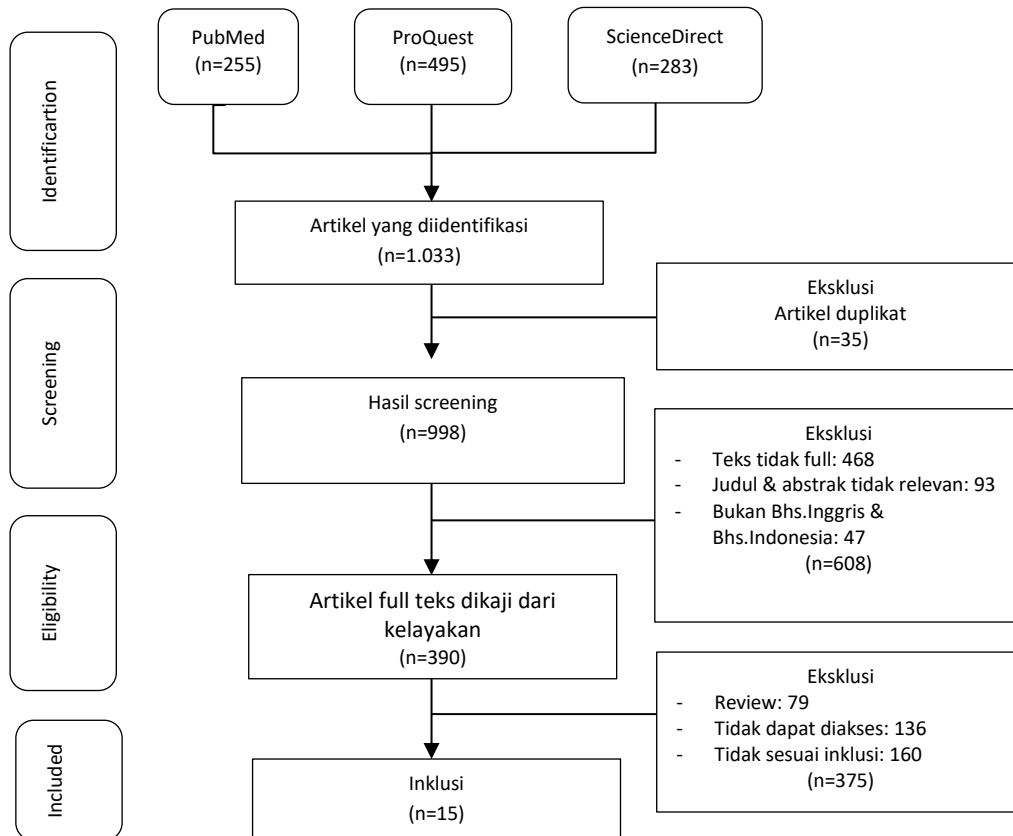 PubMed
(n=255)
ProQuest
(n=495)
ScienceDirect
(n=283)
Identificartion
Artikel yang diidentifikasi
(n=1.033)
Eksklusi
Artikel duplikat
(n=35)
Screening
Hasil screening
(n=998)
Eksklusi
- Teks tidak full: 468
- Judul & abstrak tidak relevan: 93
- Bukan Bhs.Inggris &
Bhs.Indonesia: 47
(n=608)
Eligibility
Artikel full teks dikaji dari
kelayakan
(n=390)
Eksklusi
- Review: 79
- Tidak dapat diakses: 136
- Tidak sesuai inklusi: 160
(n=375)
Included
Inklusi
(n=15)